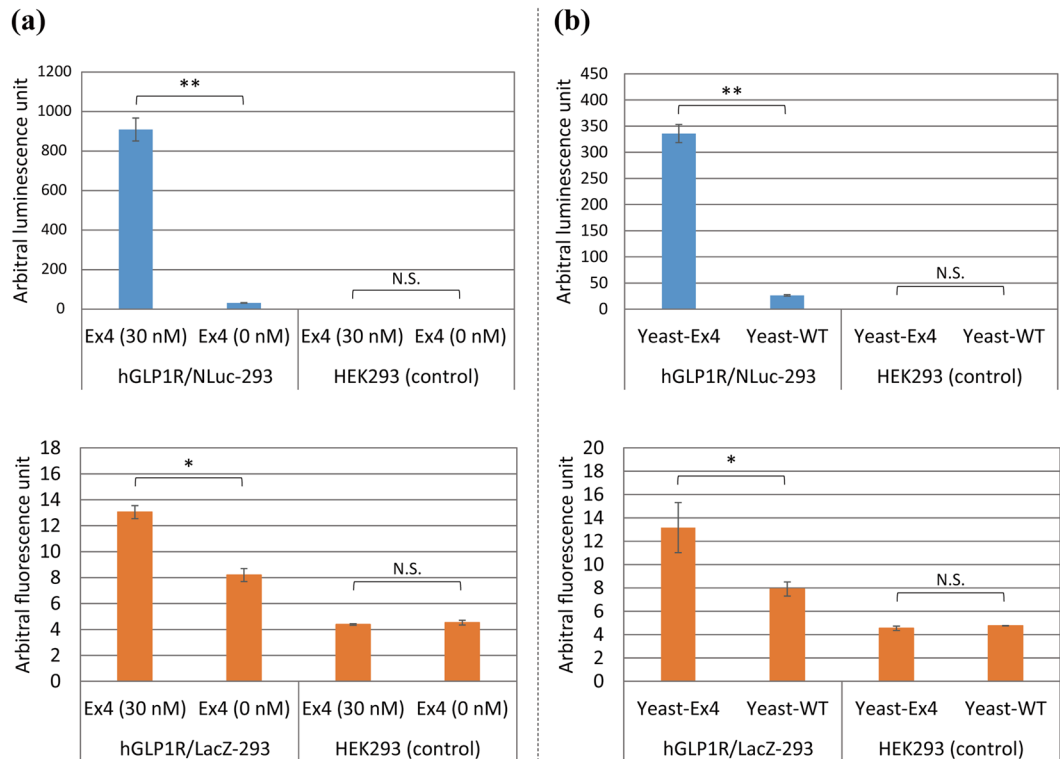 (a)
Arbitral luminescence unit
1200
1000
800
600
400
200
0
**
N.S.
Ex4 (30 nM) Ex4 (0 nM) Ex4 (30 nM) Ex4 (0 nM)
hGLP1R/NLuc-293 HEK293 (control)
Arbitral fluorescence unit
18
16
14
12
10
8
6
4
2
0
*
N.S.
Ex4 (30 nM) Ex4 (0 nM) Ex4 (30 nM) Ex4 (0 nM)
hGLP1R/LacZ-293 HEK293 (control)
(b)
Arbitral luminescence unit
450
400
350
300
250
200
150
100
50
0
**
N.S.
Yeast-Ex4 Yeast-WT Yeast-Ex4 Yeast-WT
hGLP1R/NLuc-293 HEK293 (control)
Arbitral fluorescence unit
20
18
16
14
12
10
8
6
4
2
0
*
N.S.
Yeast-Ex4 Yeast-WT Yeast-Ex4 Yeast-WT
hGLP1R/LacZ-293 HEK293 (control)